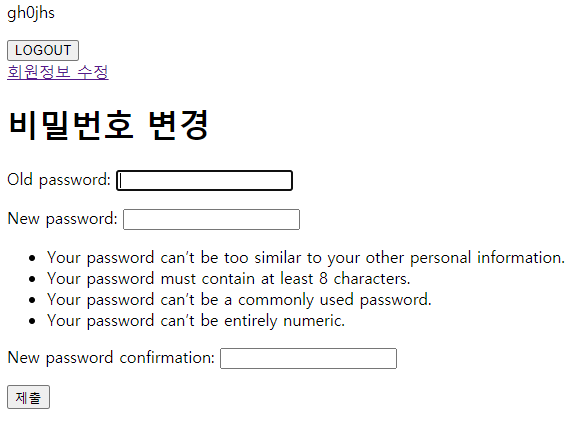 gh0jhs
LOGOUT
회원정보 수정
비밀번호 변경
Old password:
New password:
Your password can't be too similar to your other personal information.
Your password must contain at least 8 characters.
Your password can't be a commonly used password.
Your password can't be entirely numeric.
New password confirmation:
제출